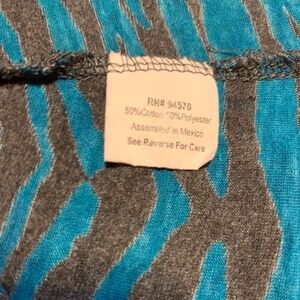 RN# 94570
50%Cotton 50%Polyester
Assembled in Mexico
See Reverse For Care